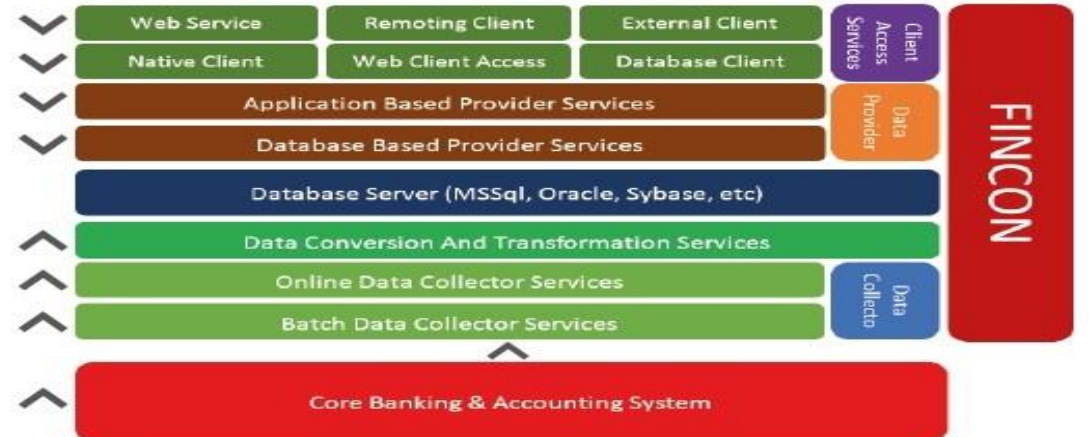 Web Service
Remoting Client
External Client
Native Client
Web Client Access
Database Client
Client
Access
Services
Application Based Provider Services
Database Based Provider Services
Data
Provider
Database Server (MSSql, Oracle, Sybase, etc)
Data Conversion And Transformation Services
Online Data Collector Services
Batch Data Collector Services
Data
Collecto
Core Banking & Accounting System
FINCON